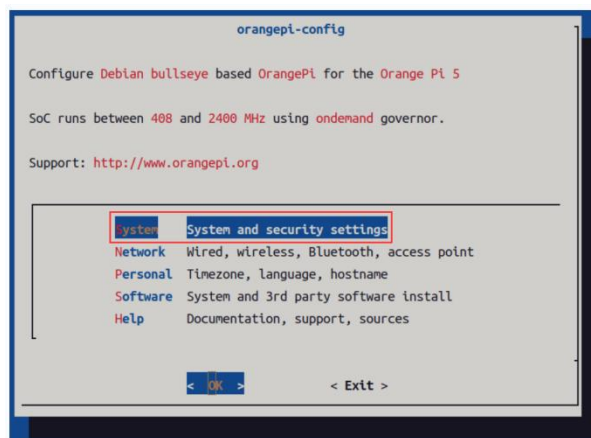 orangepi-config
Configure Debian bullseye based OrangePi for the Orange Pi 5
SoC runs between 408 and 2400 MHz using ondemand governor.
Support: http://www.orangepi.org
System System and security settings
Network Wired, wireless, Bluetooth, access point
Personal Timezone, language, hostname
Software System and 3rd party software install
Help Documentation, support, sources
< OK > < Exit >